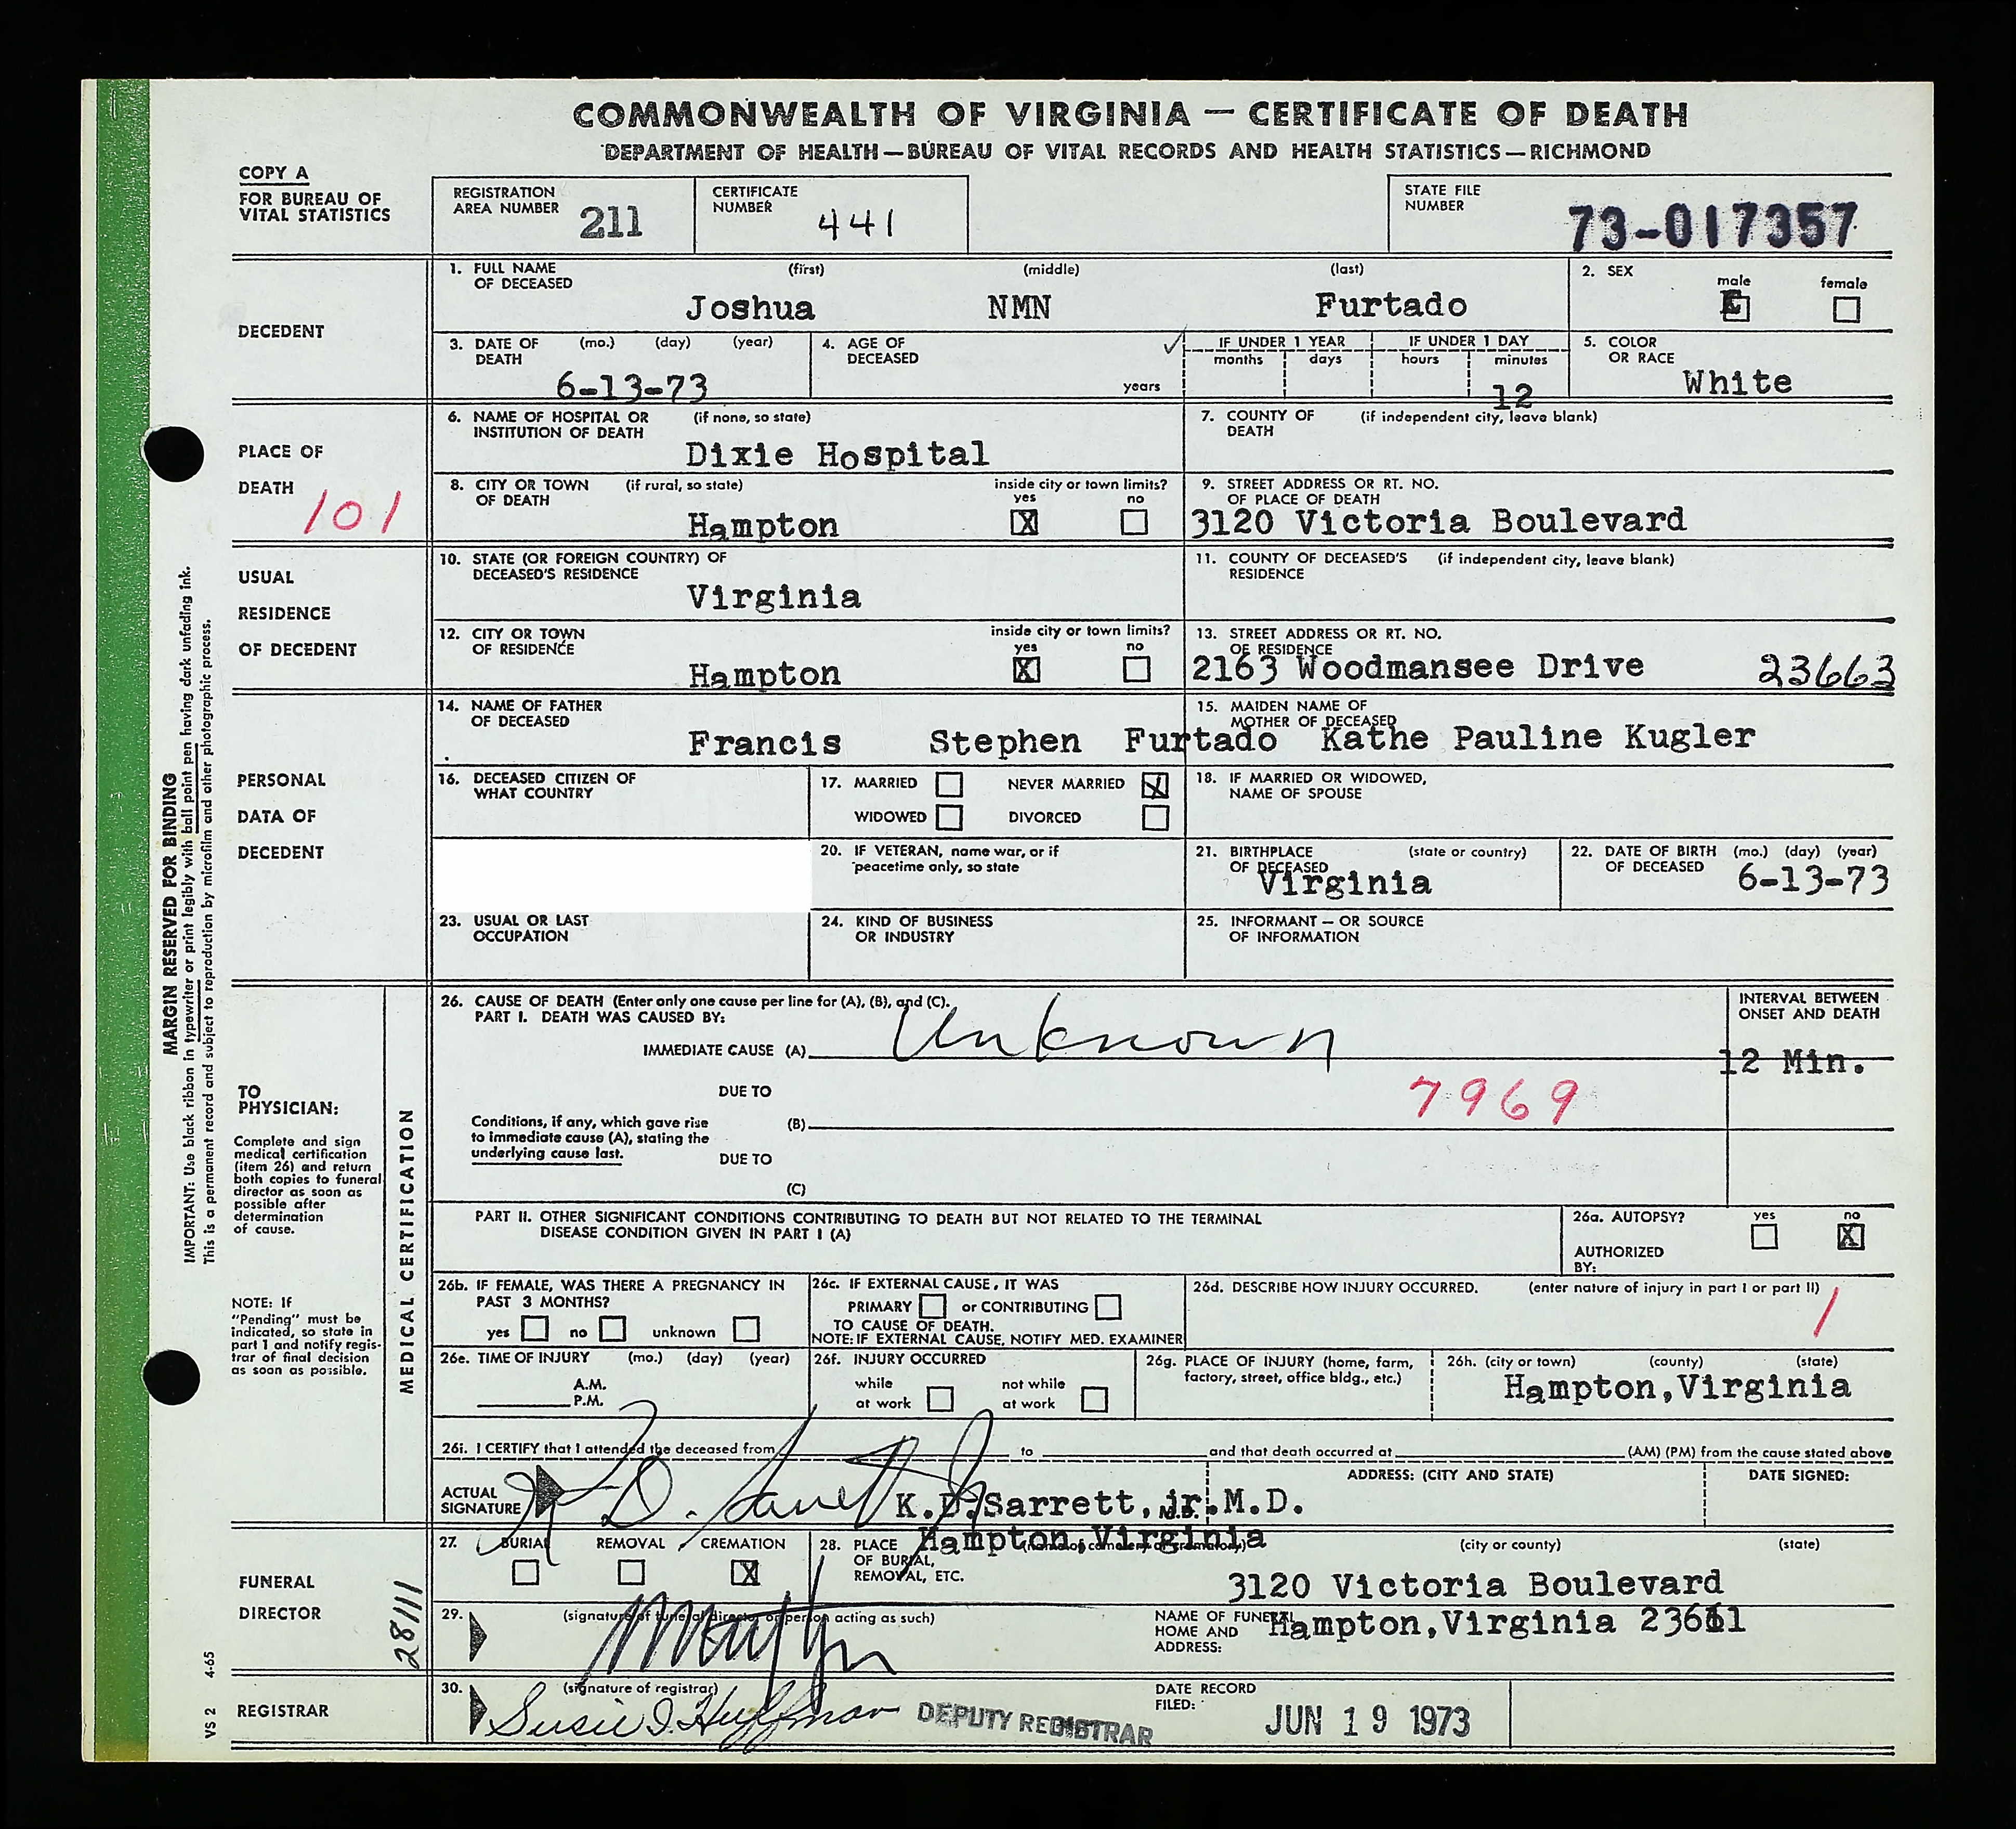 COMMONWEALTH OF VIRGINIA — CERTIFICATE OF DEATH
DEPARTMENT OF HEALTH—BUREAU OF VITAL RECORDS AND HEALTH STATISTICS—RICHMOND
COPY A
FOR BUREAU OF
VITAL STATISTICS
REGISTRATION
AREA NUMBER 211
CERTIFICATE
NUMBER 441
STATE FILE
NUMBER 73-017357
DECEDENT
1. FULL NAME (first) (middle) (last)
OF DECEASED
Joshua NMN Furtado
2. SEX
male female
3. DATE OF (mo.) (day) (year)
DEATH
6-13-73
4. AGE OF
DECEASED
years
IF UNDER 1 YEAR IF UNDER 1 DAY
months days hours minutes
12
5. COLOR
OR RACE
White
PLACE OF
DEATH
101
6. NAME OF HOSPITAL OR (if none, so state)
INSTITUTION OF DEATH
Dixie Hospital
7. COUNTY OF (if independent city, leave blank)
DEATH
8. CITY OR TOWN (if rural, so state) inside city or town limits?
OF DEATH yes no
Hampton X
9. STREET ADDRESS OR RT. NO.
OF PLACE OF DEATH
3120 Victoria Boulevard
USUAL
RESIDENCE
OF DECEDENT
10. STATE (OR FOREIGN COUNTRY) OF
DECEASED'S RESIDENCE
Virginia
11. COUNTY OF DECEASED'S (if independent city, leave blank)
RESIDENCE
12. CITY OR TOWN inside city or town limits?
OF RESIDENCE yes no
Hampton X
13. STREET ADDRESS OR RT. NO.
OF RESIDENCE
2163 Woodmansee Drive 23663
PERSONAL
DATA OF
DECEDENT
14. NAME OF FATHER
OF DECEASED
Francis Stephen Furtado
15. MAIDEN NAME OF
MOTHER OF DECEASED
Kathe Pauline Kugler
16. DECEASED CITIZEN OF
WHAT COUNTRY
17. MARRIED NEVER MARRIED X
WIDOWED DIVORCED
18. IF MARRIED OR WIDOWED,
NAME OF SPOUSE
20. IF VETERAN, name war, or if
peacetime only, so state
21. BIRTHPLACE (state or country)
OF DECEASED
Virginia
22. DATE OF BIRTH (mo.) (day) (year)
OF DECEASED
6-13-73
23. USUAL OR LAST
OCCUPATION
24. KIND OF BUSINESS
OR INDUSTRY
25. INFORMANT — OR SOURCE
OF INFORMATION
MARGIN RESERVED FOR BINDING
IMPORTANT: Use black ribbon in typewriter or print legibly with ball point pen having dark unfading ink.
This is a permanent record and subject to reproduction by microfilm and other photographic process.
TO
PHYSICIAN:
Complete and sign
medical certification
(item 26) and return
both copies to funeral
director as soon as
possible after
determination
of cause.
NOTE: If
"Pending" must be
indicated, so state in
part 1 and notify regis-
trar of final decision
as soon as possible.
MEDICAL CERTIFICATION
26. CAUSE OF DEATH (Enter only one cause per line for (A), (B), and (C).
PART I. DEATH WAS CAUSED BY:
IMMEDIATE CAUSE (A) Unknown
INTERVAL BETWEEN
ONSET AND DEATH
12 Min.
DUE TO
7969
Conditions, if any, which gave rise (B)
to immediate cause (A), stating the
underlying cause last.
DUE TO
(C)
PART II. OTHER SIGNIFICANT CONDITIONS CONTRIBUTING TO DEATH BUT NOT RELATED TO THE TERMINAL
DISEASE CONDITION GIVEN IN PART I (A)
26a. AUTOPSY? yes no
X
AUTHORIZED
BY:
26b. IF FEMALE, WAS THERE A PREGNANCY IN
PAST 3 MONTHS?
yes no unknown
26c. IF EXTERNAL CAUSE, IT WAS
PRIMARY or CONTRIBUTING
TO CAUSE OF DEATH.
NOTE: IF EXTERNAL CAUSE, NOTIFY MED. EXAMINER
26d. DESCRIBE HOW INJURY OCCURRED. (enter nature of injury in part I or part II)
1
26e. TIME OF INJURY (mo.) (day) (year)
A.M.
P.M.
26f. INJURY OCCURRED
while not while
at work at work
26g. PLACE OF INJURY (home, farm,
factory, street, office bldg., etc.)
26h. (city or town) (county) (state)
Hampton,Virginia
26i. I CERTIFY that I attended the deceased from to and that death occurred at (AM) (PM) from the cause stated above
ACTUAL
SIGNATURE
K.D. Sarrett Jr
K.D.Sarrett,jr.M.D.
M.D.
ADDRESS: (CITY AND STATE) DATE SIGNED:
Hampton,Virginia
FUNERAL
DIRECTOR
28/11
27. BURIAL REMOVAL CREMATION
X
28. PLACE (name of cemetery or crematory) (city or county) (state)
OF BURIAL,
REMOVAL, ETC.
3120 Victoria Boulevard
29. (signature of funeral director or person acting as such)
NAME OF FUNERAL
HOME AND
ADDRESS:
Hampton,Virginia 23661
VS 2 4-65
REGISTRAR
30. (signature of registrar)
Susie I. Huffman
DEPUTY REGISTRAR
DATE RECORD
FILED:
JUN 19 1973